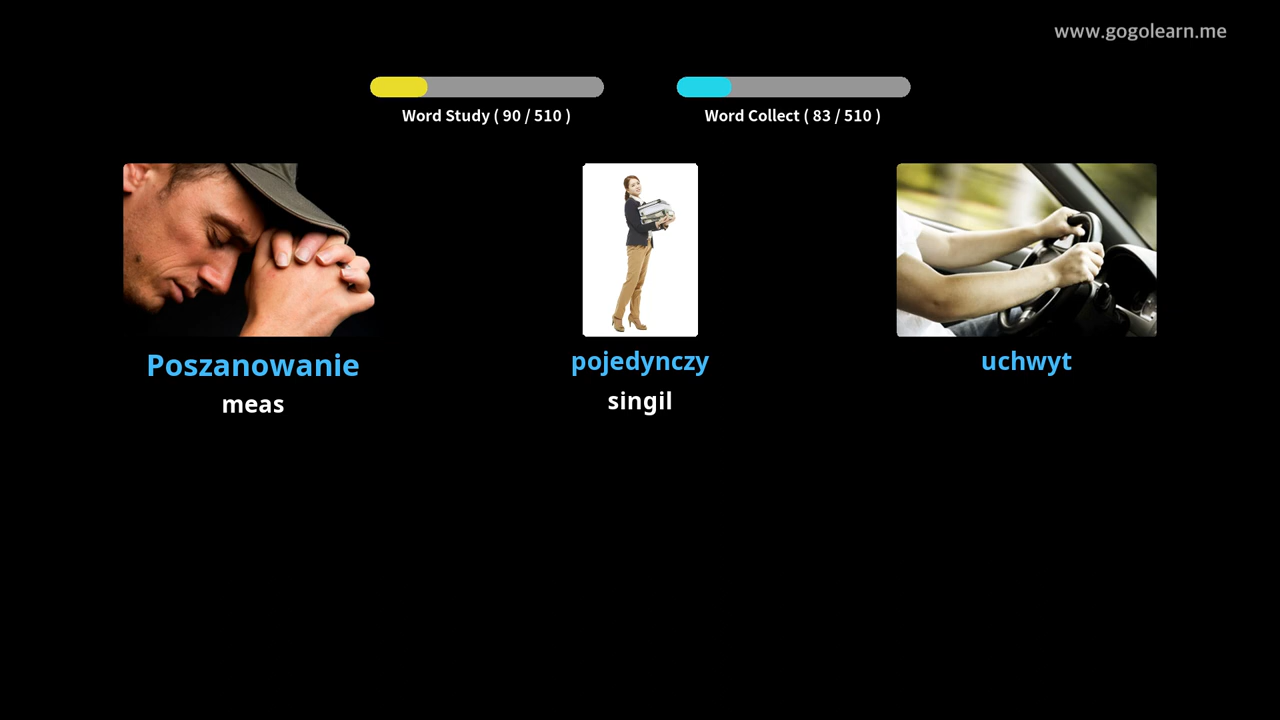 www.gogolearn.me
Word Study ( 90 / 510 )
Word Collect ( 83 / 510 )
Poszanowanie
pojedynczy
uchwyt
meas
singil